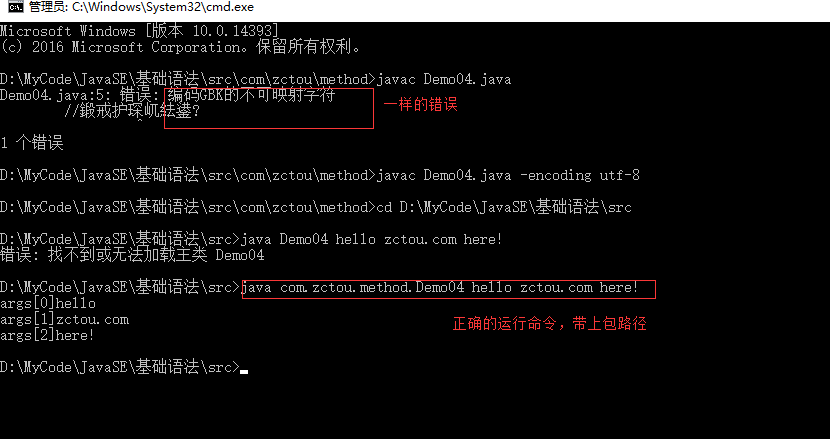 管理员: C:\Windows\System32\cmd.exe
Microsoft Windows [版本 10.0.14393]
(c) 2016 Microsoft Corporation。保留所有权利。
D:\MyCode\JavaSE\基础语法\src\com\zctou\method>javac Demo04.java
Demo04.java:5: 错误: 编码GBK的不可映射字符
//鍛戒护琛屼紶鍙?
^
一样的错误
1 个错误
D:\MyCode\JavaSE\基础语法\src\com\zctou\method>javac Demo04.java -encoding utf-8
D:\MyCode\JavaSE\基础语法\src\com\zctou\method>cd D:\MyCode\JavaSE\基础语法\src
D:\MyCode\JavaSE\基础语法\src>java Demo04 hello zctou.com here!
错误: 找不到或无法加载主类 Demo04
D:\MyCode\JavaSE\基础语法\src>java com.zctou.method.Demo04 hello zctou.com here!
args[0]hello
args[1]zctou.com
args[2]here!
正确的运行命令，带上包路径
D:\MyCode\JavaSE\基础语法\src>